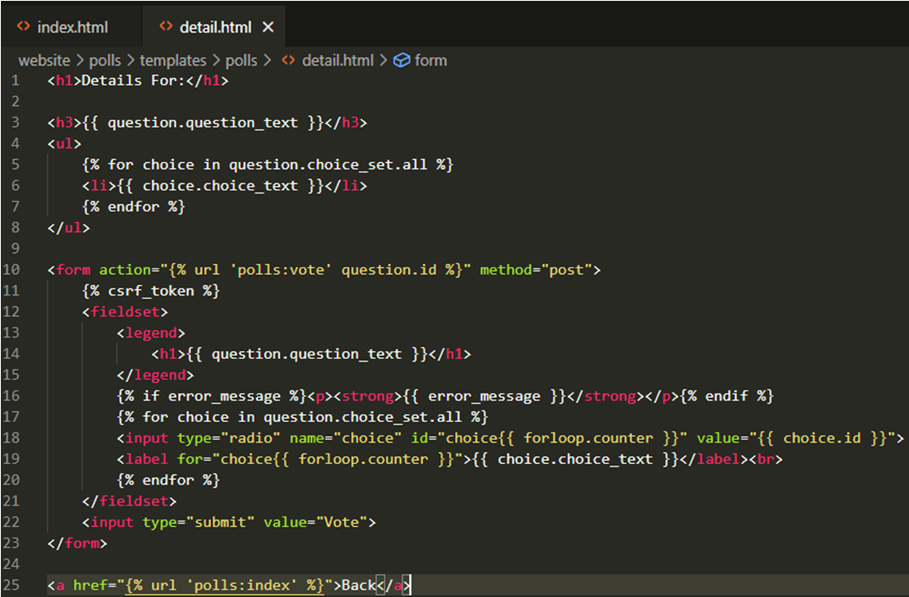 index.html detail.html
website > polls > templates > polls > detail.html > form
1 <h1>Details For:</h1>
2
3 <h3>{{ question.question_text }}</h3>
4 <ul>
5 {% for choice in question.choice_set.all %}
6 <li>{{ choice.choice_text }}</li>
7 {% endfor %}
8 </ul>
9
10 <form action="{% url 'polls:vote' question.id %}" method="post">
11 {% csrf_token %}
12 <fieldset>
13 <legend>
14 <h1>{{ question.question_text }}</h1>
15 </legend>
16 {% if error_message %}<p><strong>{{ error_message }}</strong></p>{% endif %}
17 {% for choice in question.choice_set.all %}
18 <input type="radio" name="choice" id="choice{{ forloop.counter }}" value="{{ choice.id }}">
19 <label for="choice{{ forloop.counter }}">{{ choice.choice_text }}</label><br>
20 {% endfor %}
21 </fieldset>
22 <input type="submit" value="Vote">
23 </form>
24
25 <a href="{% url 'polls:index' %}">Back</a>